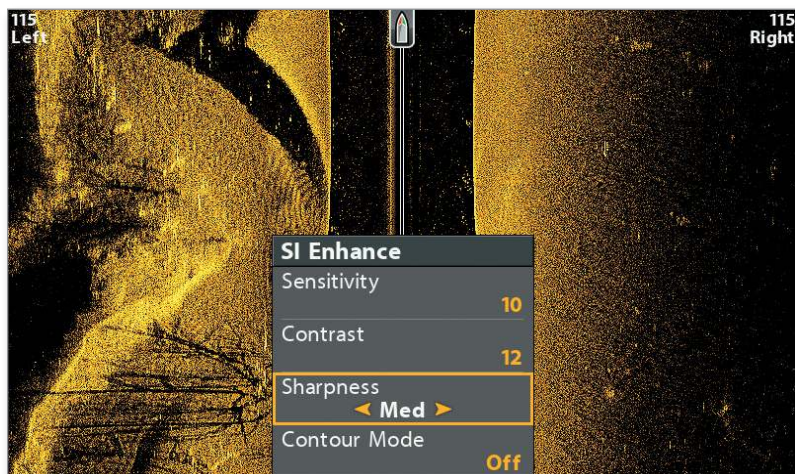 115
Left
115
Right
SI Enhance
Sensitivity
10
Contrast
12
Sharpness
Med
Contour Mode
Off